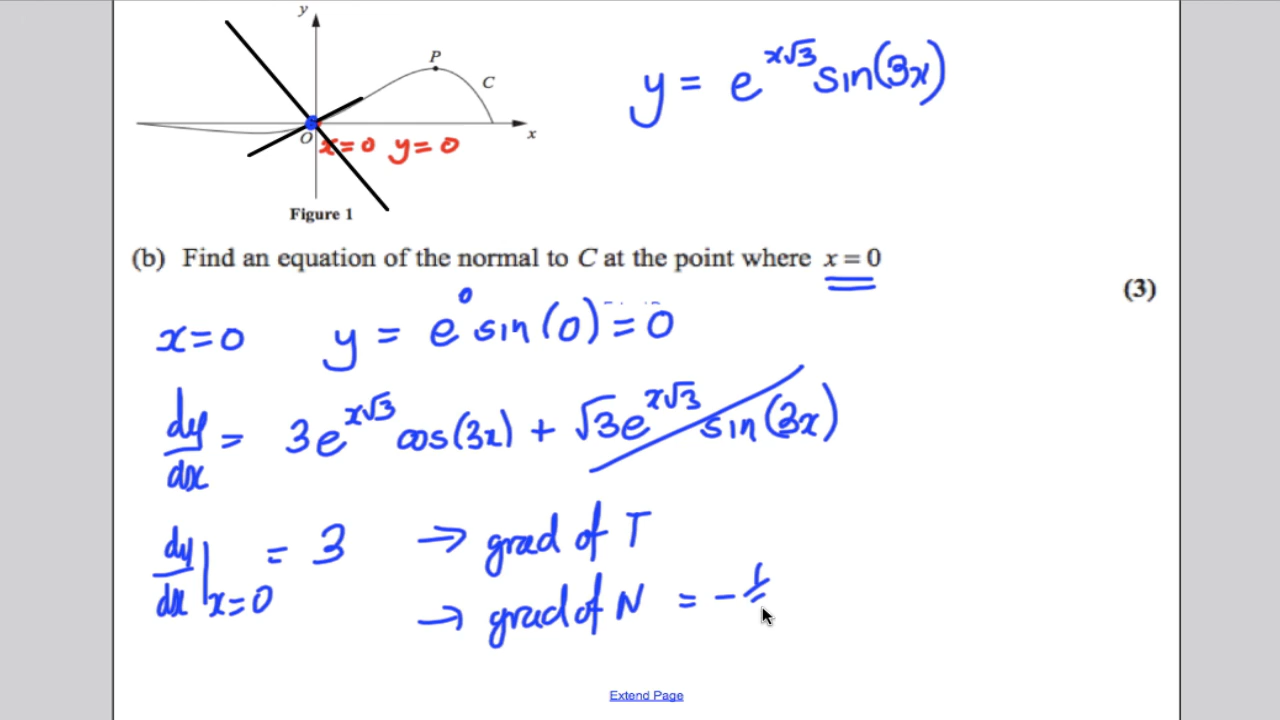 y
P
C
O
x
x=0 y=0
Figure 1
y = e^{x√3} sin(3x)
(b) Find an equation of the normal to C at the point where x = 0
(3)
x=0 y = e^0 sin(0) = 0
dy/dx = 3e^{x√3} cos(3x) + √3e^{x√3} sin(3x)
dy/dx|x=0 = 3 → grad of T
→ grad of N = -1/
Extend Page